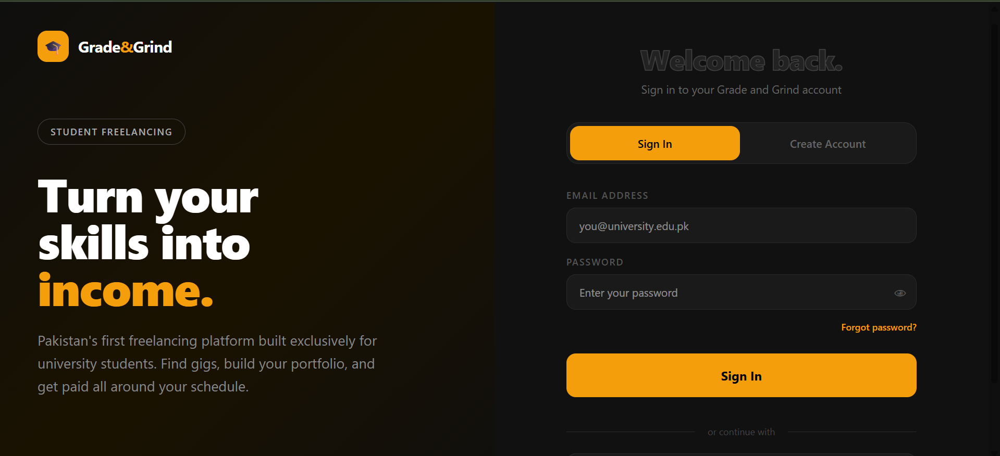 Grade&Grind
STUDENT FREELANCING
Turn your
skills into
income.
Pakistan's first freelancing platform built exclusively for
university students. Find gigs, build your portfolio, and
get paid all around your schedule.
Welcome back.
Sign in to your Grade and Grind account
Sign In
Create Account
EMAIL ADDRESS
you@university.edu.pk
PASSWORD
Enter your password
Forgot password?
Sign In
or continue with